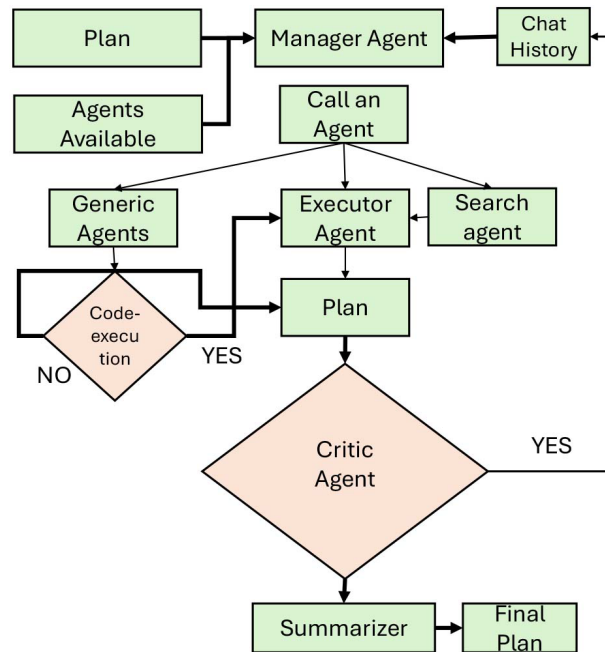 Plan
Manager Agent
Chat
History
Agents
Available
Call an
Agent
Generic
Agents
Executor
Agent
Search
agent
Code-
execu
tion
NO
YES
Plan
Critic
Agent
YES
Summarizer
Final
Plan